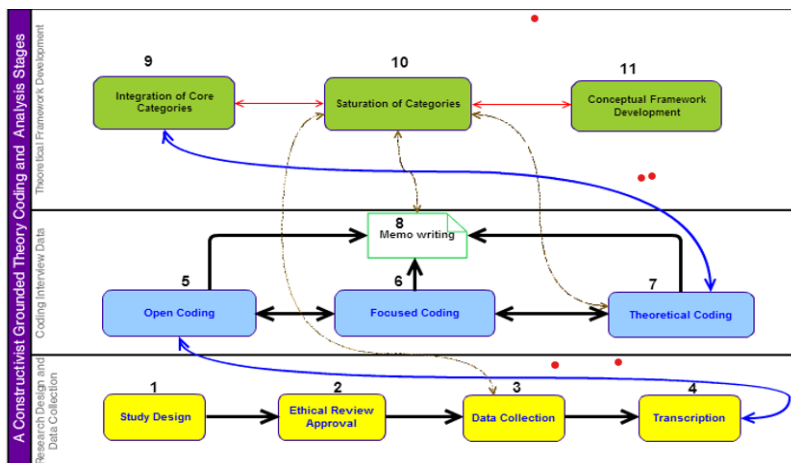 A Constructivist Grounded Theory Coding and Analysis Stages
Theoretical Framework Development
9
10
11
Integration of Core
Categories
Saturation of Categories
Conceptual Framework
Development
Coding Interview Data
8
Memo writing
5
6
7
Open Coding
Focused Coding
Theoretical Coding
Research Design and
Data Collection
1
2
3
4
Study Design
Ethical Review
Approval
Data Collection
Transcription